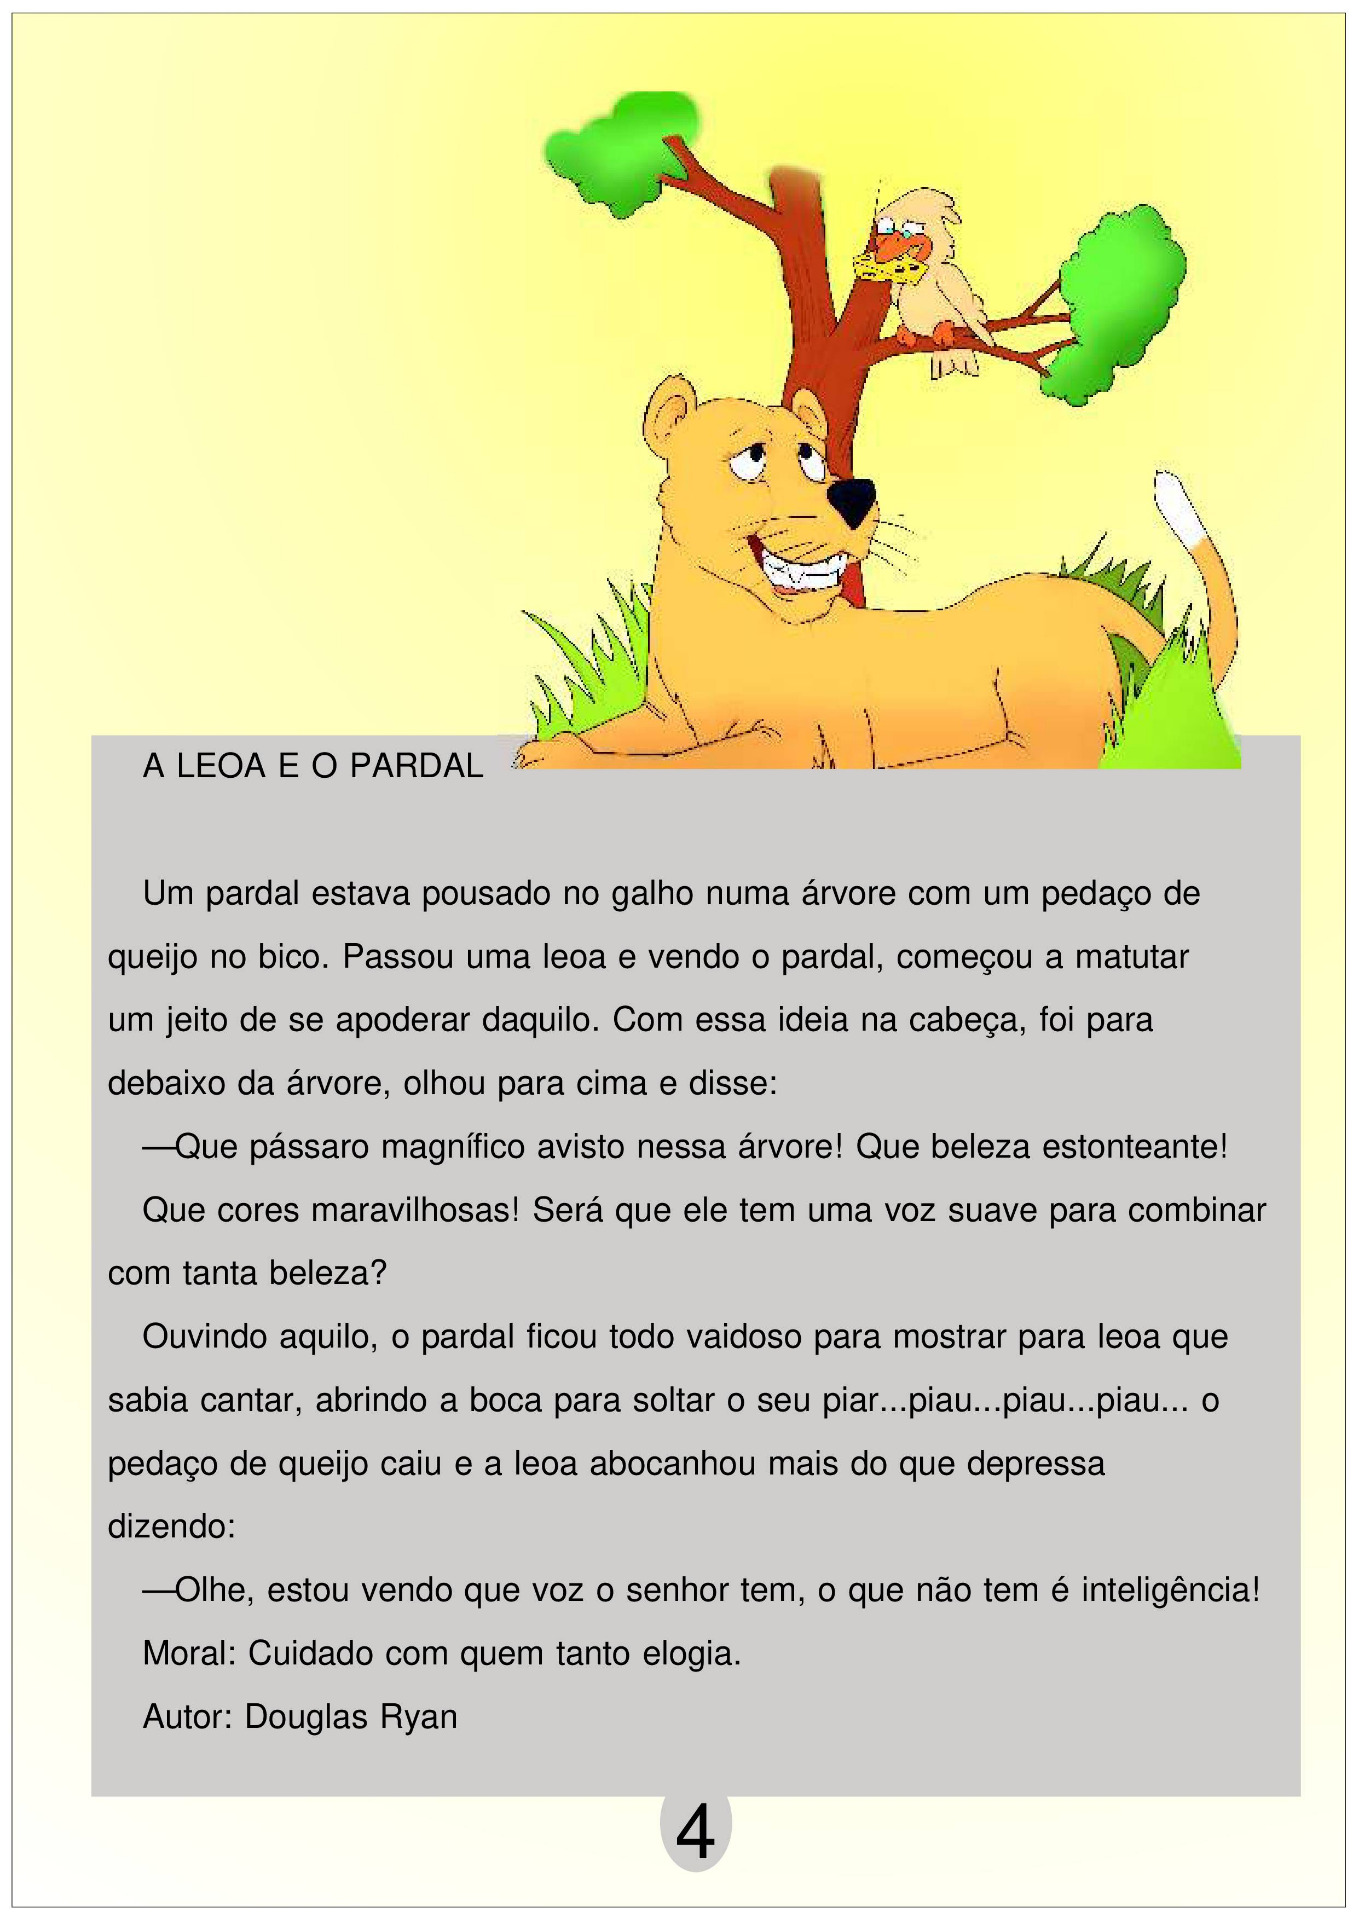 A LEOA E O PARDAL
Um pardal estava pousado no galho numa árvore com um pedaço de
queijo no bico. Passou uma leoa e vendo o pardal, começou a matutar
um jeito de se apoderar daquilo. Com essa ideia na cabeça, foi para
debaixo da árvore, olhou para cima e disse:
—Que pássaro magnífico avisto nessa árvore! Que beleza estonteante!
Que cores maravilhosas! Será que ele tem uma voz suave para combinar
com tanta beleza?
Ouvindo aquilo, o pardal ficou todo vaidoso para mostrar para leoa que
sabia cantar, abrindo a boca para soltar o seu piar...piau...piau...piau... o
pedaço de queijo caiu e a leoa abocanhou mais do que depressa
dizendo:
—Olhe, estou vendo que voz o senhor tem, o que não tem é inteligência!
Moral: Cuidado com quem tanto elogia.
Autor: Douglas Ryan
4